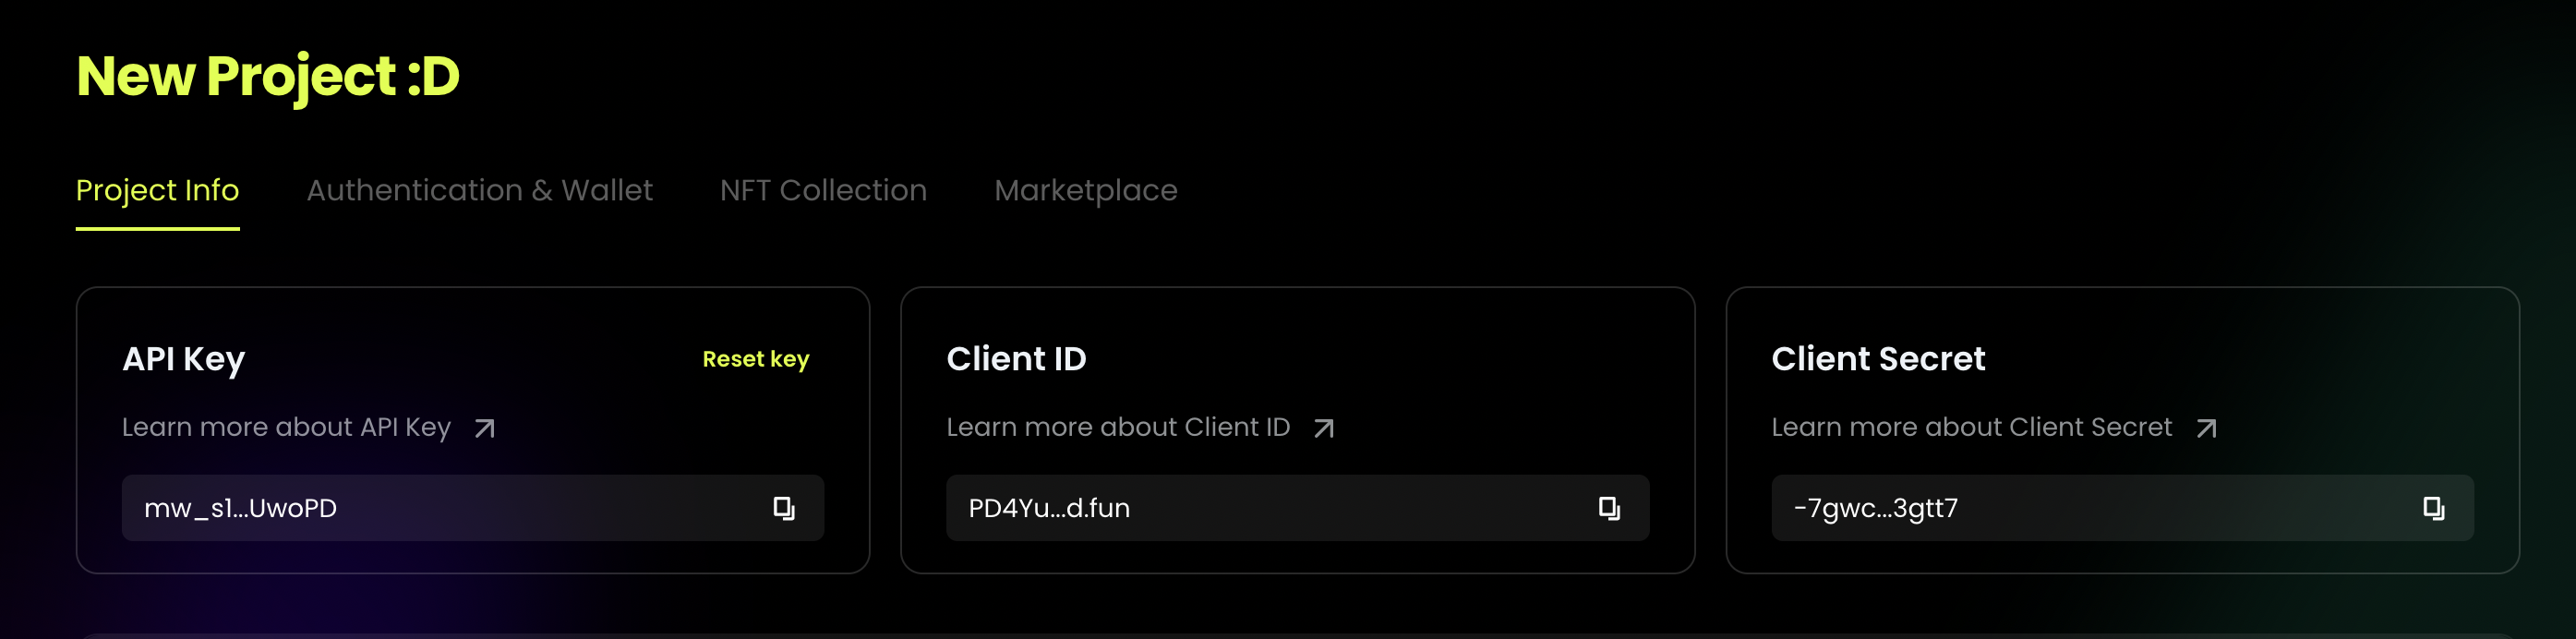 New Project :D
Project Info Authentication & Wallet NFT Collection Marketplace
API Key Reset key
Learn more about API Key
mw_s1...UwoPD
Client ID
Learn more about Client ID
PD4Yu...d.fun
Client Secret
Learn more about Client Secret
-7gwc...3gtt7